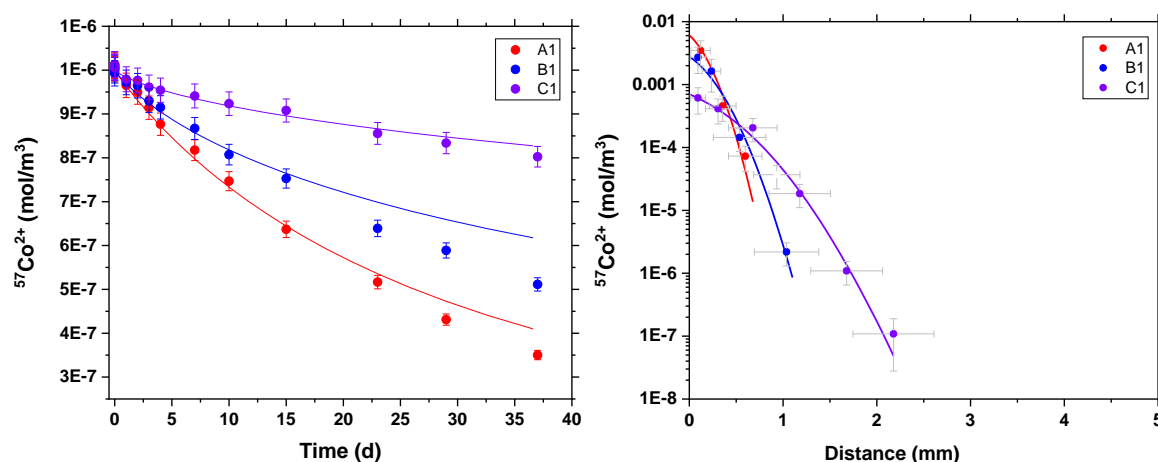 1E-6
1E-6
9E-7
8E-7
7E-7
6E-7
5E-7
4E-7
3E-7
⁵⁷Co²⁺ (mol/m³)
0 5 10 15 20 25 30 35 40
Time (d)
A1
B1
C1
0.01
0.001
1E-4
1E-5
1E-6
1E-7
1E-8
⁵⁷Co²⁺ (mol/m³)
0 1 2 3 4 5
Distance (mm)
A1
B1
C1